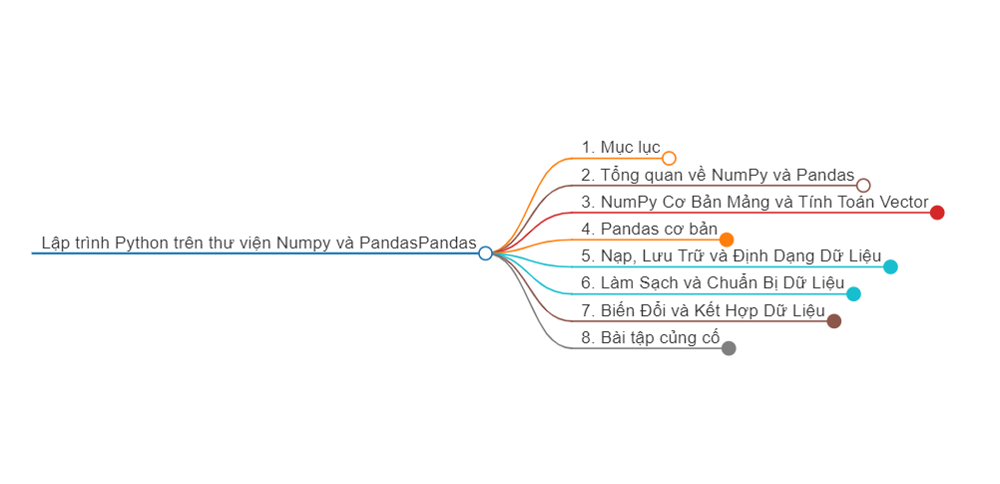 Lập trình Python trên thư viện Numpy và PandasPandas
1. Mục lục
2. Tổng quan về NumPy và Pandas
3. NumPy Cơ Bản Mảng và Tính Toán Vector
4. Pandas cơ bản
5. Nạp, Lưu Trữ và Định Dạng Dữ Liệu
6. Làm Sạch và Chuẩn Bị Dữ Liệu
7. Biến Đổi và Kết Hợp Dữ Liệu
8. Bài tập củng cố